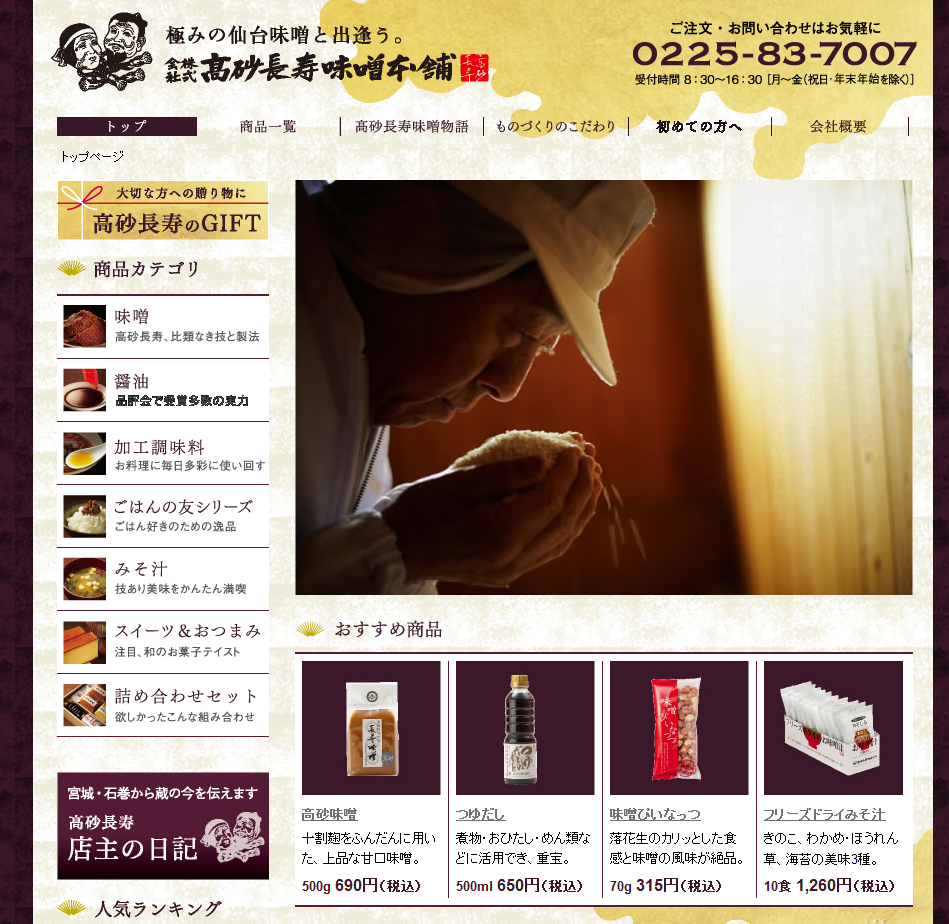 極みの仙台味噌と出逢う。
株式会社 高砂長寿味噌本舗
ご注文・お問い合わせはお気軽に
0225-83-7007
受付時間 8：30～16：30 [月～金（祝日・年末年始を除く）]
トップ 商品一覧 高砂長寿味噌物語 ものづくりのこだわり 初めての方へ 会社概要
トップページ
大切な方への贈り物に
高砂長寿のGIFT
商品カテゴリ
味噌
高砂長寿、比類なき技と製法
醤油
品評会で受賞多数の実力
加工調味料
お料理に毎日多彩に使い回す
ごはんの友シリーズ
ごはん好きのための逸品
みそ汁
技あり美味をかんたん満喫
スイーツ＆おつまみ
注目、和のお菓子テイスト
詰め合わせセット
欲しかったこんな組み合わせ
宮城・石巻から蔵の今を伝えます
高砂長寿
店主の日記
人気ランキング
おすすめ商品
長寿味噌
つゆだし
味噌ぴぃなっつ
高砂味噌
十割麹をふんだんに用い
た、上品な甘口味噌。
500g 690円（税込）
つゆだし
煮物・おひたし・めん類な
どに活用でき、重宝。
500ml 650円（税込）
味噌ぴいなっつ
落花生のカリッとした食
感と味噌の風味が絶品。
70g 315円（税込）
フリーズドライみそ汁
きのこ、わかめ・ほうれん
草、海苔の美味3種。
10食 1,260円（税込）